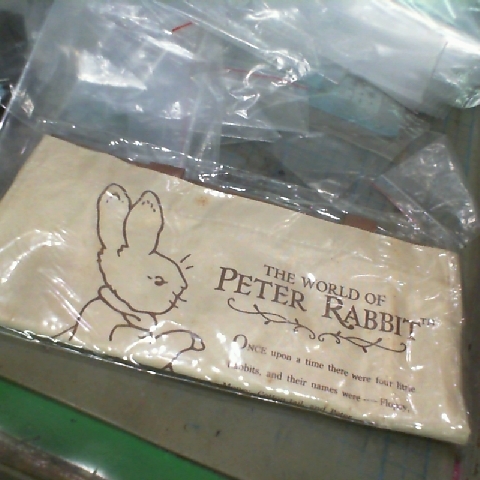 THE WORLD OF
PETER RABBIT™
ONCE upon a time there were four little
Rabbits, and their names were — Flopsy,